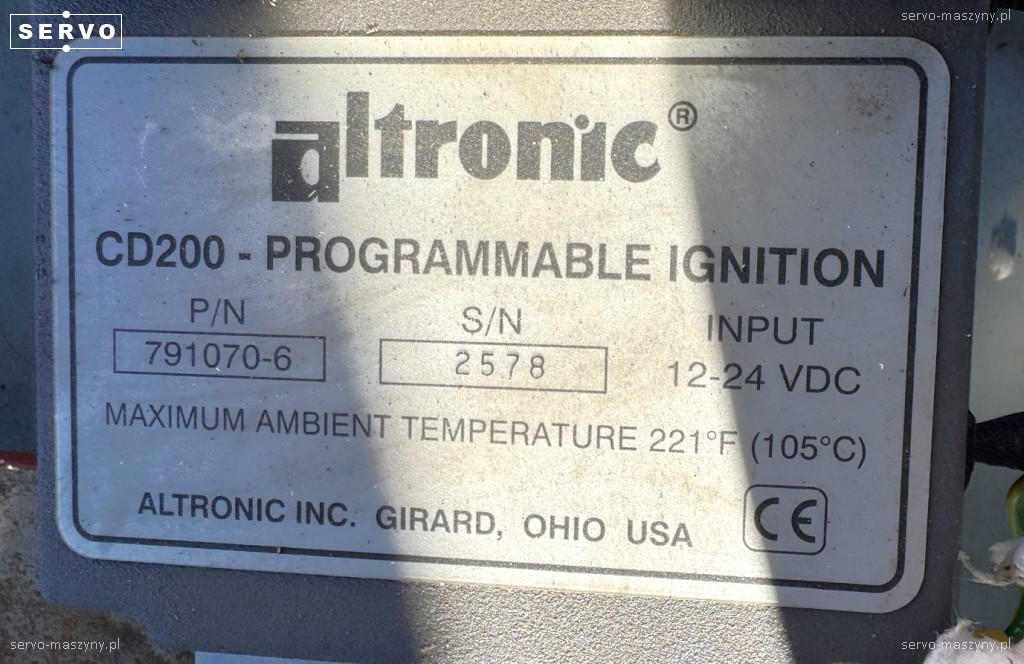 SERVO
servo-maszyny.pl
altronic®
CD200 - PROGRAMMABLE IGNITION
P/N S/N INPUT
791070-6 2578 12-24 VDC
MAXIMUM AMBIENT TEMPERATURE 221°F (105°C)
ALTRONIC INC. GIRARD, OHIO USA CE
servo-maszyny.pl
servo-maszyny.pl